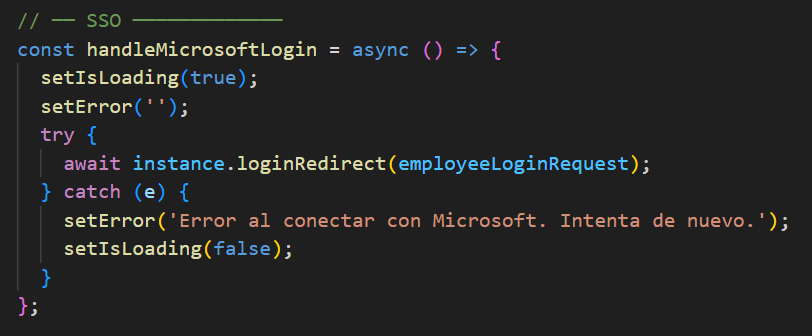 // ── SSO ─────────────
const handleMicrosoftLogin = async () => {
  setIsLoading(true);
  setError('');
  try {
    await instance.loginRedirect(employeeLoginRequest);
  } catch (e) {
    setError('Error al conectar con Microsoft. Intenta de nuevo.');
    setIsLoading(false);
  }
};